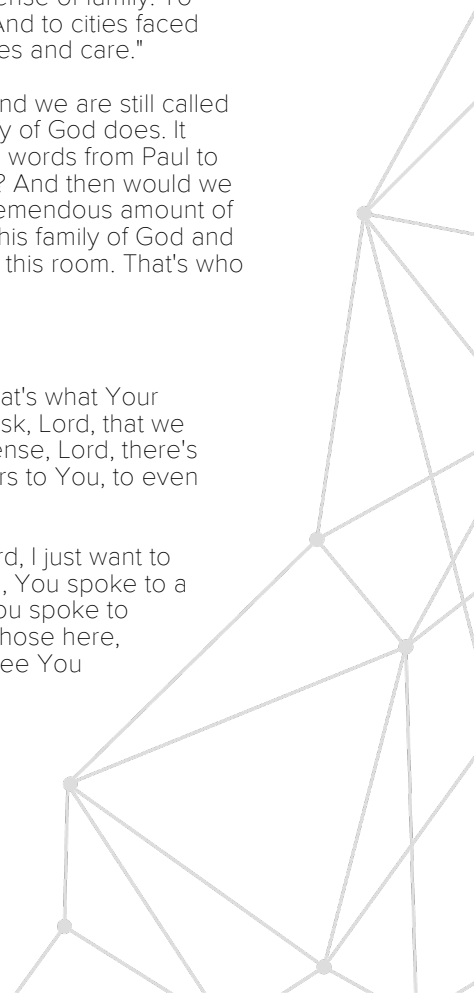 ense of family. To
And to cities faced
es and care."
nd we are still called
y of God does. It
words from Paul to
? And then would we
emendous amount of
his family of God and
this room. That's who
at's what Your
sk, Lord, that we
ense, Lord, there's
rs to You, to even
rd, I just want to
, You spoke to a
ou spoke to
hose here,
ee You